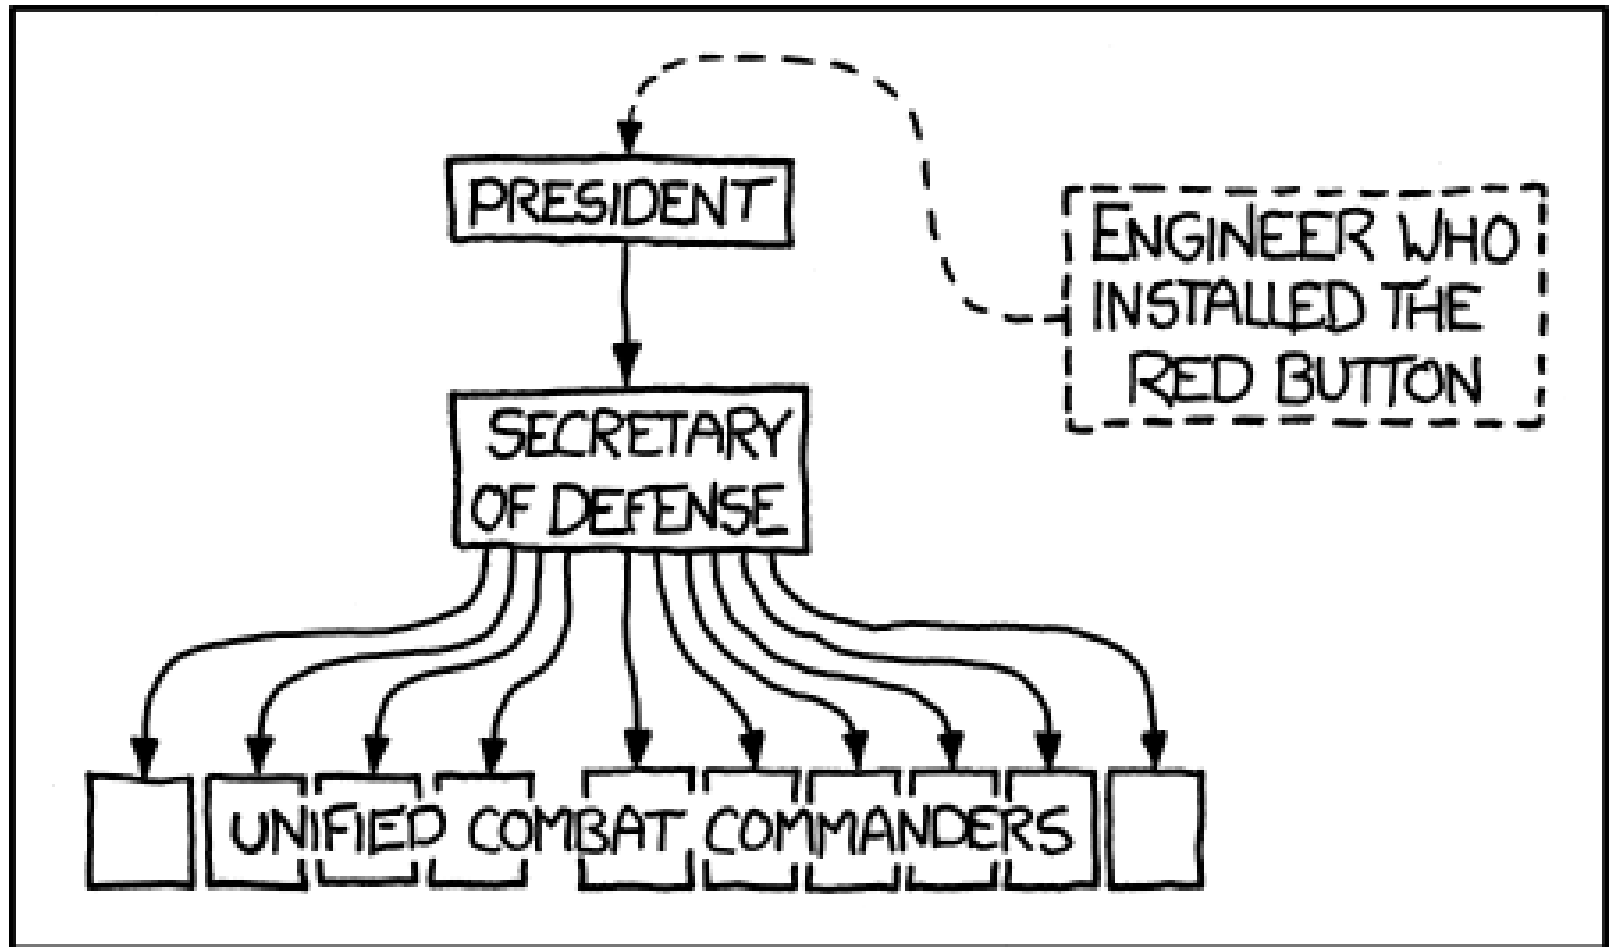 PRESIDENT
ENGINEER WHO
INSTALLED THE
RED BUTTON
SECRETARY
OF DEFENSE
UNIFIED COMBAT COMMANDERS